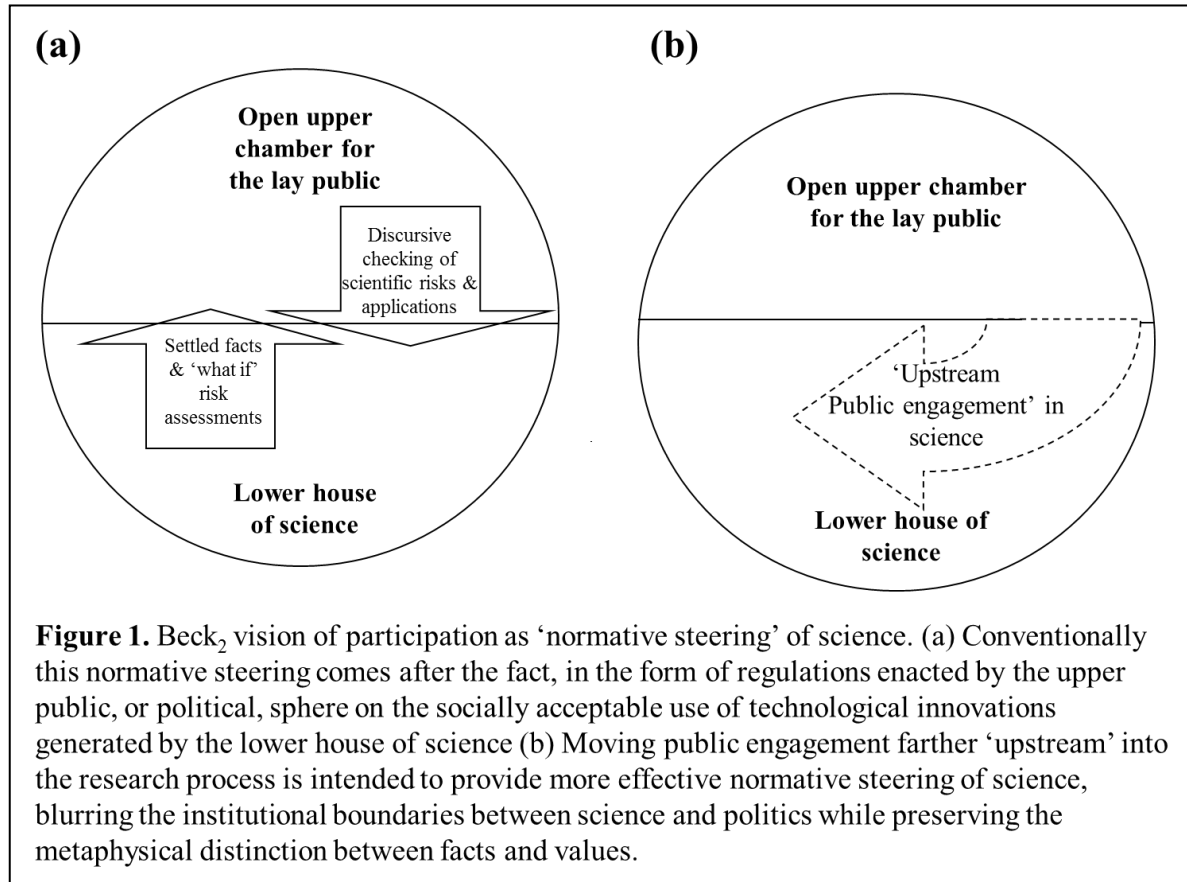 (a)
Open upper
chamber for
the lay public
Discursive
checking of
scientific risks &
applications
Settled facts
& ‘what if’
risk
assessments
Lower house
of science
(b)
Open upper chamber
for the lay public
‘Upstream
Public engagement’ in
science
Lower house of
science
Figure 1. Beck₂ vision of participation as ‘normative steering’ of science. (a) Conventionally
this normative steering comes after the fact, in the form of regulations enacted by the upper
public, or political, sphere on the socially acceptable use of technological innovations
generated by the lower house of science (b) Moving public engagement farther ‘upstream’ into
the research process is intended to provide more effective normative steering of science,
blurring the institutional boundaries between science and politics while preserving the
metaphysical distinction between facts and values.